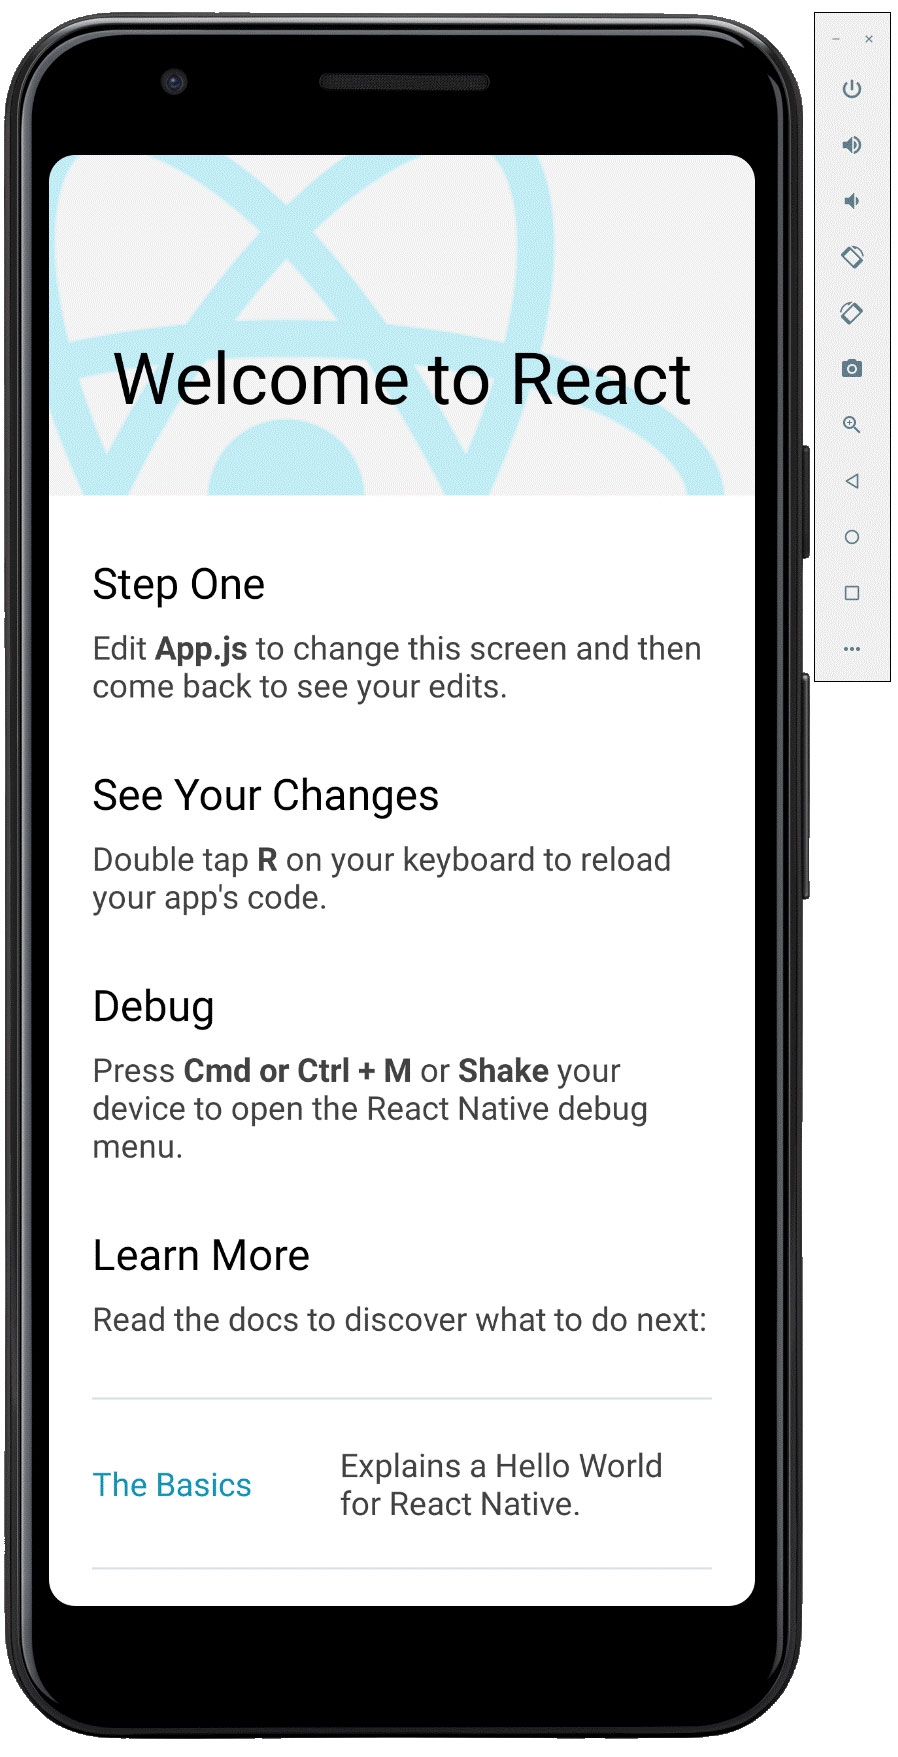 Welcome to React
Step One
Edit App.js to change this screen and then
come back to see your edits.
See Your Changes
Double tap R on your keyboard to reload
your app's code.
Debug
Press Cmd or Ctrl + M or Shake your
device to open the React Native debug
menu.
Learn More
Read the docs to discover what to do next:
The Basics
Explains a Hello World
for React Native.